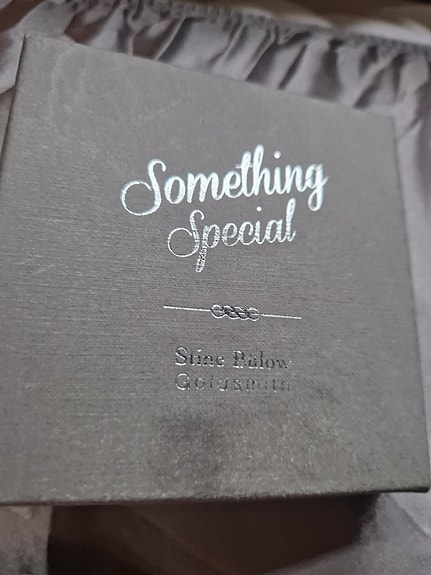 Something
Special
Stine Bülow
Goldsmith